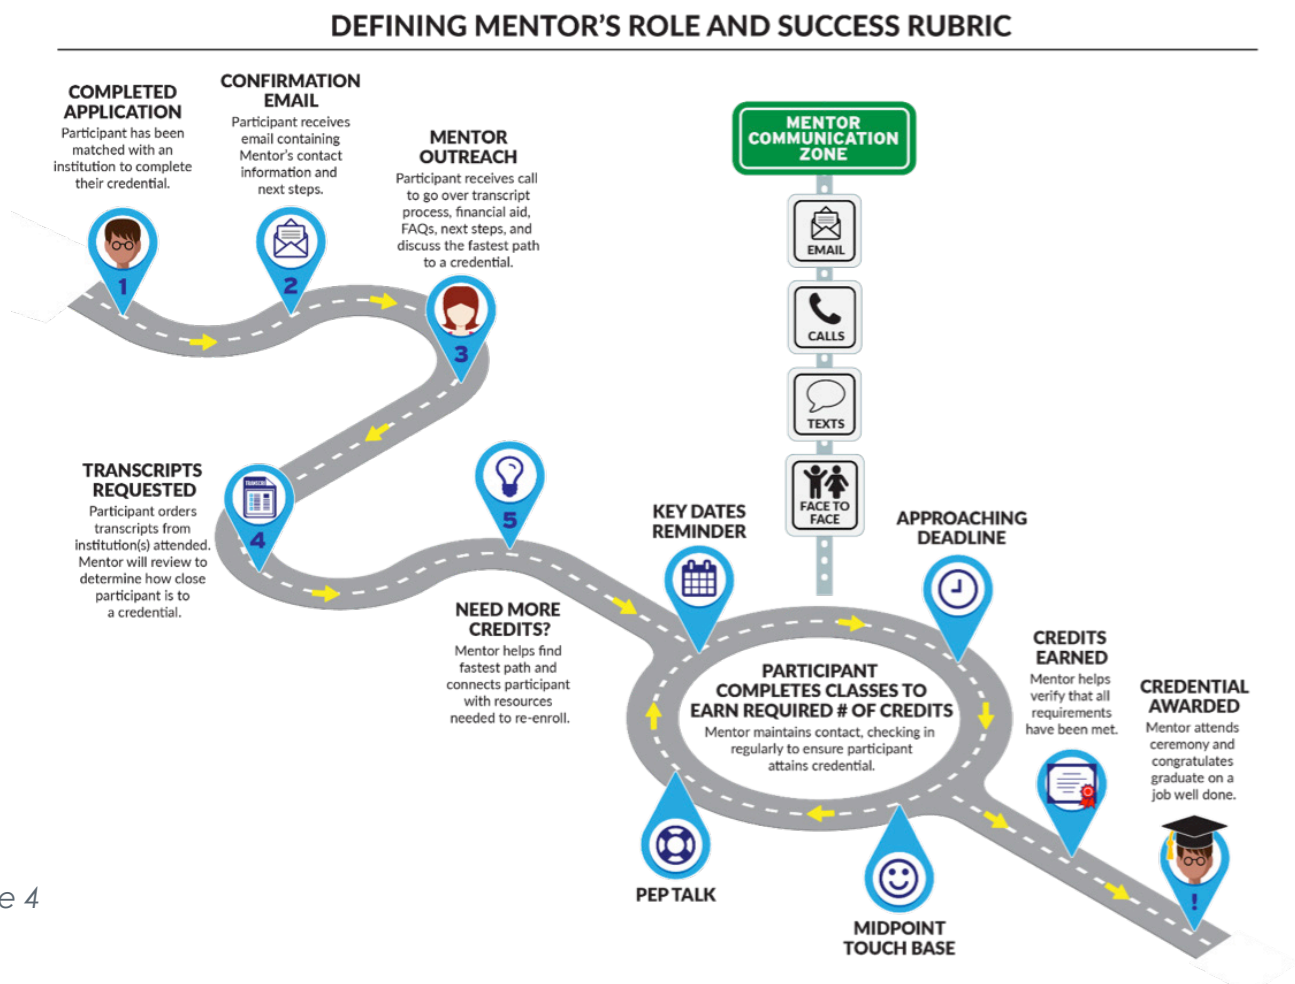 DEFINING MENTOR'S ROLE AND SUCCESS RUBRIC
COMPLETED
APPLICATION
Participant has been
matched with an
institution to complete
their credential.
1
CONFIRMATION
EMAIL
Participant receives
email containing
Mentor's contact
information and
next steps.
2
MENTOR
OUTREACH
Participant receives call
to go over transcript
process, financial aid,
FAQs, next steps, and
discuss the fastest path
to a credential.
3
TRANSCRIPTS
REQUESTED
Participant orders
transcripts from
institution(s) attended.
Mentor will review to
determine how close
participant is to
a credential.
4
5
NEED MORE
CREDITS?
Mentor helps find
fastest path and
connects participant
with resources
needed to re-enroll.
MENTOR
COMMUNICATION
ZONE
EMAIL
CALLS
TEXTS
FACE TO
FACE
KEY DATES
REMINDER
APPROACHING
DEADLINE
PARTICIPANT
COMPLETES CLASSES TO
EARN REQUIRED # OF CREDITS
Mentor maintains contact, checking in
regularly to ensure participant
attains credential.
PEP TALK
MIDPOINT
TOUCH BASE
CREDITS
EARNED
Mentor helps
verify that all
requirements
have been met.
CREDENTIAL
AWARDED
Mentor attends
ceremony and
congratulates
graduate on a
job well done.
!
e 4